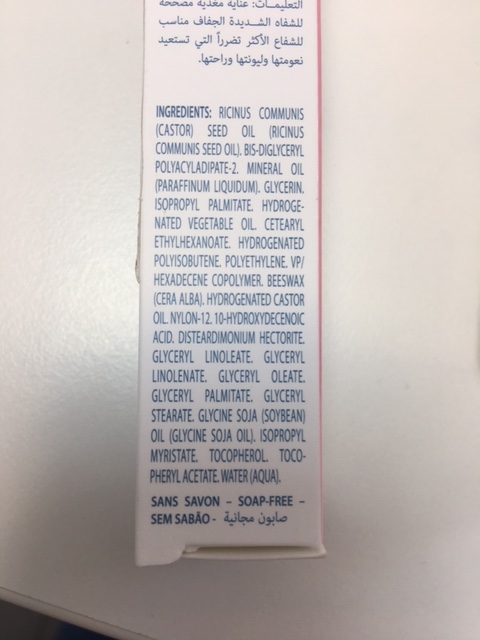 التعليمـــات: عناية مغذية مصححة
للشفاه الشـــديدة الجفاف مناسب
للشفاع الأكثر تضرراً التي تستعيد
نعومتها وليونتها وراحتها.
INGREDIENTS: RICINUS COMMUNIS
(CASTOR) SEED OIL (RICINUS
COMMUNIS SEED OIL). BIS-DIGLYCERYL
POLYACYLADIPATE-2. MINERAL OIL
(PARAFFINUM LIQUIDUM). GLYCERIN.
ISOPROPYL PALMITATE. HYDROGE-
NATED VEGETABLE OIL. CETEARYL
ETHYLHEXANOATE. HYDROGENATED
POLYISOBUTENE. POLYETHYLENE. VP/
HEXADECENE COPOLYMER. BEESWAX
(CERA ALBA). HYDROGENATED CASTOR
OIL. NYLON-12. 10-HYDROXYDECENOIC
ACID. DISTEARDIMONIUM HECTORITE.
GLYCERYL LINOLEATE. GLYCERYL
LINOLENATE. GLYCERYL OLEATE.
GLYCERYL PALMITATE. GLYCERYL
STEARATE. GLYCINE SOJA (SOYBEAN)
OIL (GLYCINE SOJA OIL). ISOPROPYL
MYRISTATE. TOCOPHEROL. TOCO-
PHERYL ACETATE. WATER (AQUA).
SANS SAVON – SOAP-FREE –
SEM SABÃO - صابون مجانية